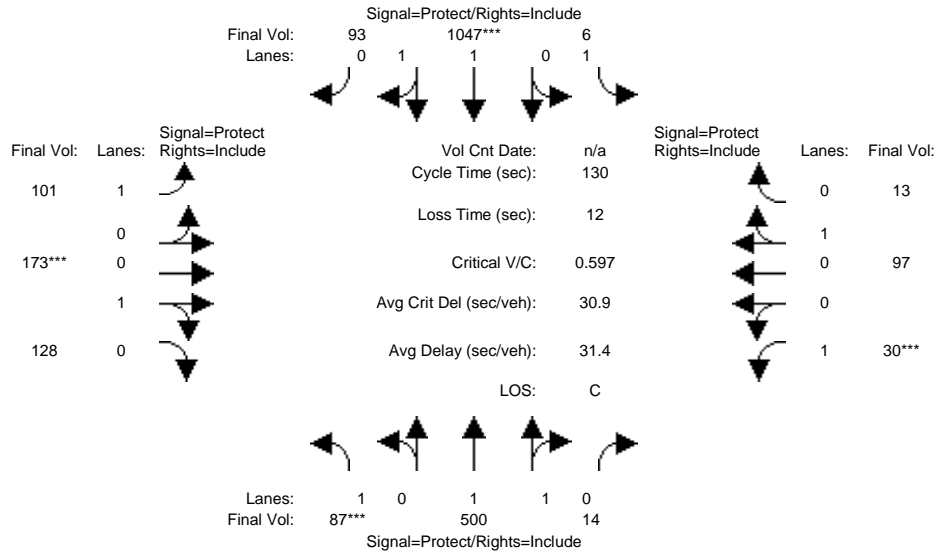 Signal=Protect/Rights=Include
Final Vol: 93 1047*** 6
Lanes: 0 1 1 0 1
Signal=Protect Signal=Protect
Final Vol: Lanes: Rights=Include Vol Cnt Date: n/a Rights=Include Lanes: Final Vol:
Cycle Time (sec): 130
101 1 0 13
Loss Time (sec): 12
0 1
173*** 0 Critical V/C: 0.597 0 97
1 Avg Crit Del (sec/veh): 30.9 0
128 0 Avg Delay (sec/veh): 31.4 1 30***
LOS: C
Lanes: 1 0 1 1 0
Final Vol: 87*** 500 14
Signal=Protect/Rights=Include